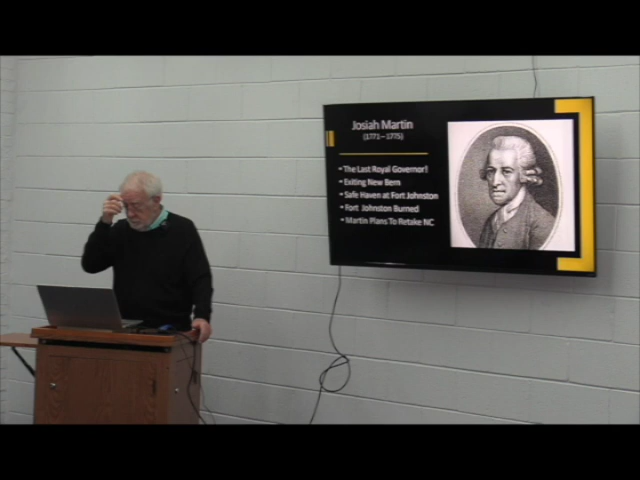 Josiah Martin
(1771 – 1775)
The Last Royal Governor!
Exiting New Bern
Safe Haven at Fort Johnston
Fort Johnston Burned
Martin Plans To Retake NC